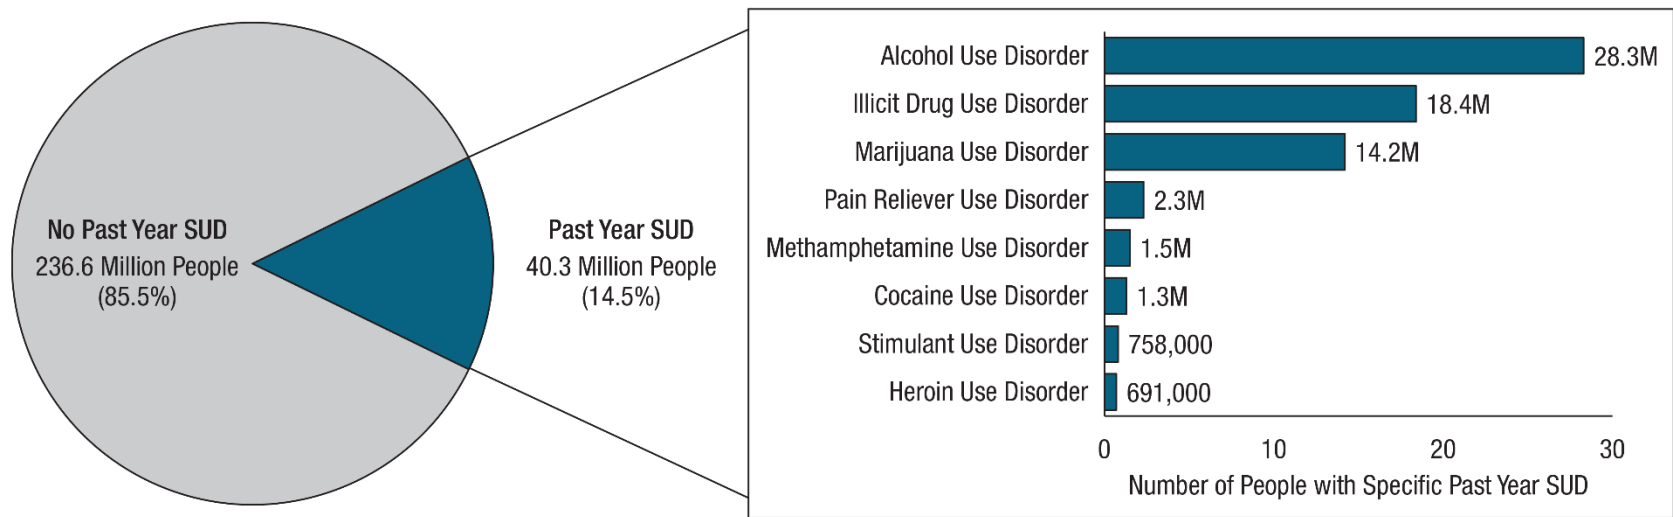 No Past Year SUD
236.6 Million People
(85.5%)
Past Year SUD
40.3 Million People
(14.5%)
Alcohol Use Disorder 28.3M
Illicit Drug Use Disorder 18.4M
Marijuana Use Disorder 14.2M
Pain Reliever Use Disorder 2.3M
Methamphetamine Use Disorder 1.5M
Cocaine Use Disorder 1.3M
Stimulant Use Disorder 758,000
Heroin Use Disorder 691,000
0 10 20 30
Number of People with Specific Past Year SUD